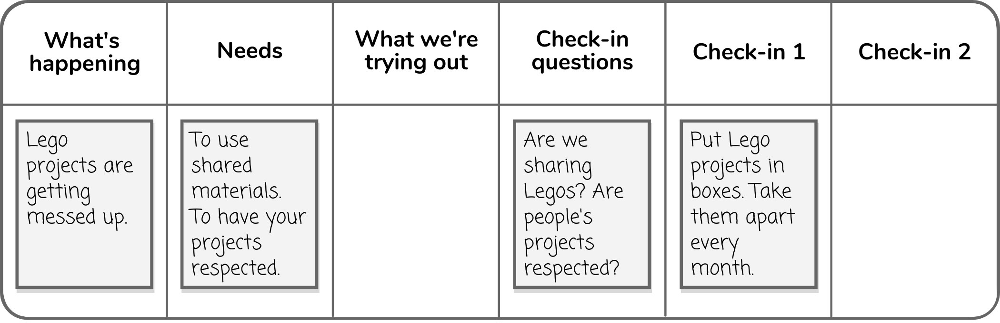 What's
happening
Needs
What we're
trying out
Check-in
questions
Check-in 1
Check-in 2
Lego
projects are
getting
messed up.
To use
shared
materials.
To have your
projects
respected.
Are we
sharing
Legos? Are
people's
projects
respected?
Put Lego
projects in
boxes. Take
them apart
every
month.